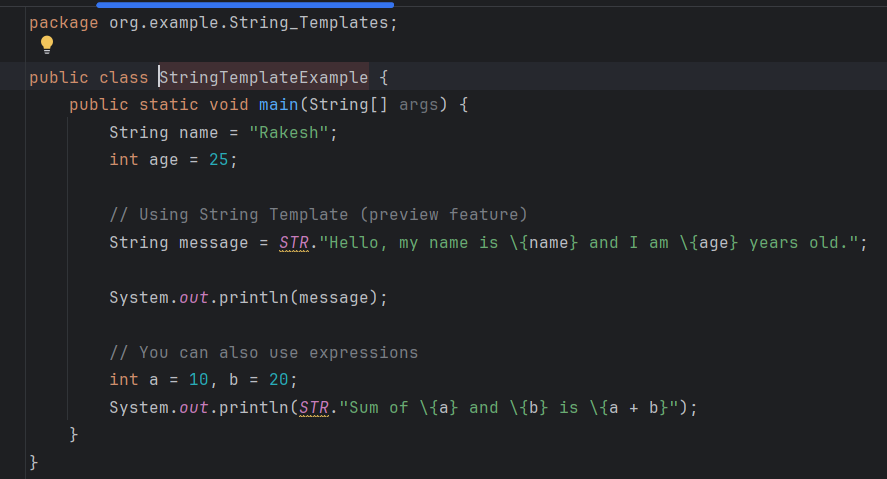 package org.example.String_Templates;
public class StringTemplateExample {
    public static void main(String[] args) {
        String name = "Rakesh";
        int age = 25;
        // Using String Template (preview feature)
        String message = STR."Hello, my name is \{name} and I am \{age} years old.";
        System.out.println(message);
        // You can also use expressions
        int a = 10, b = 20;
        System.out.println(STR."Sum of \{a} and \{b} is \{a + b}");
    }
}